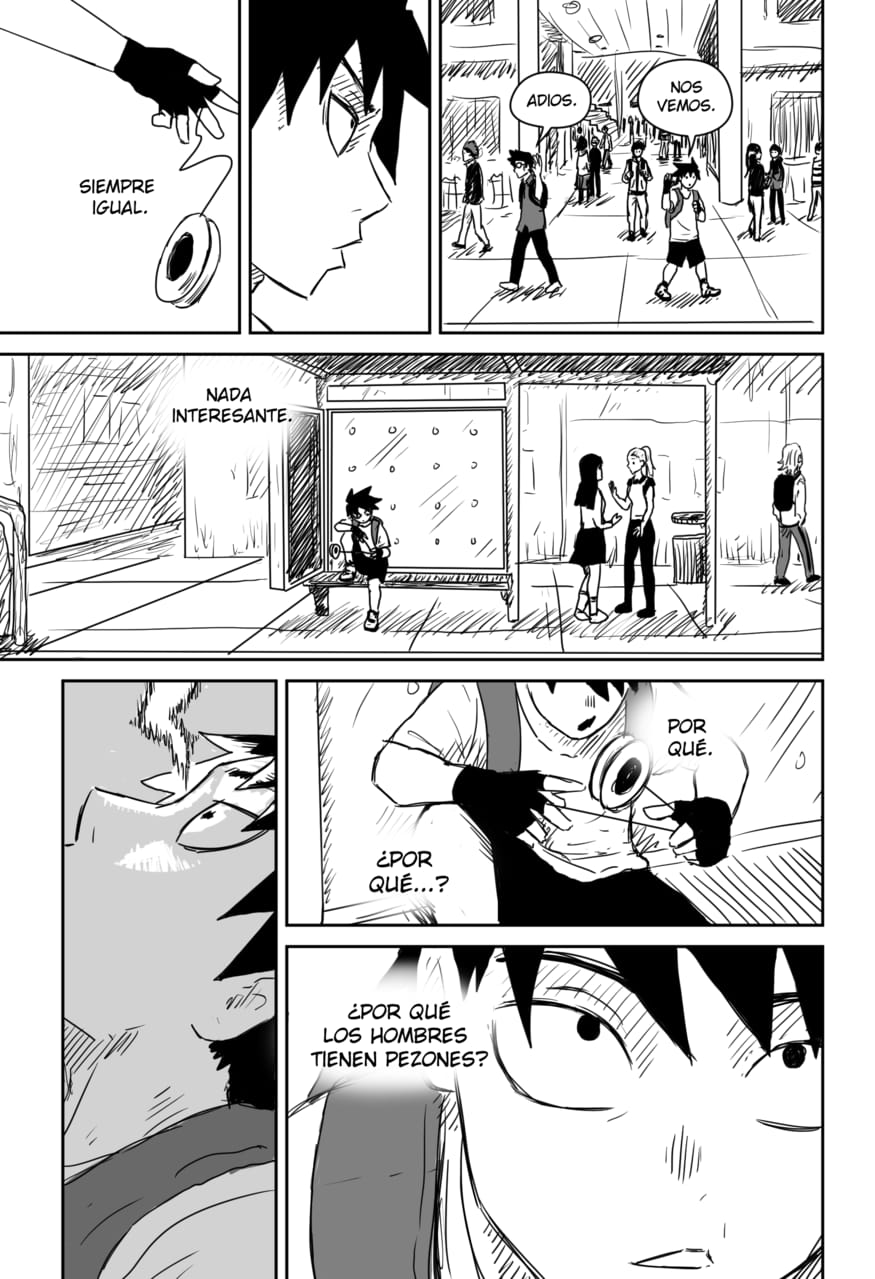 NOS
VEMOS.
ADIOS.
SIEMPRE
IGUAL.
NADA
INTERESANTE.
POR
QUÉ.
¿POR
QUÉ...?
¿POR QUÉ
LOS HOMBRES
TIENEN PEZONES?